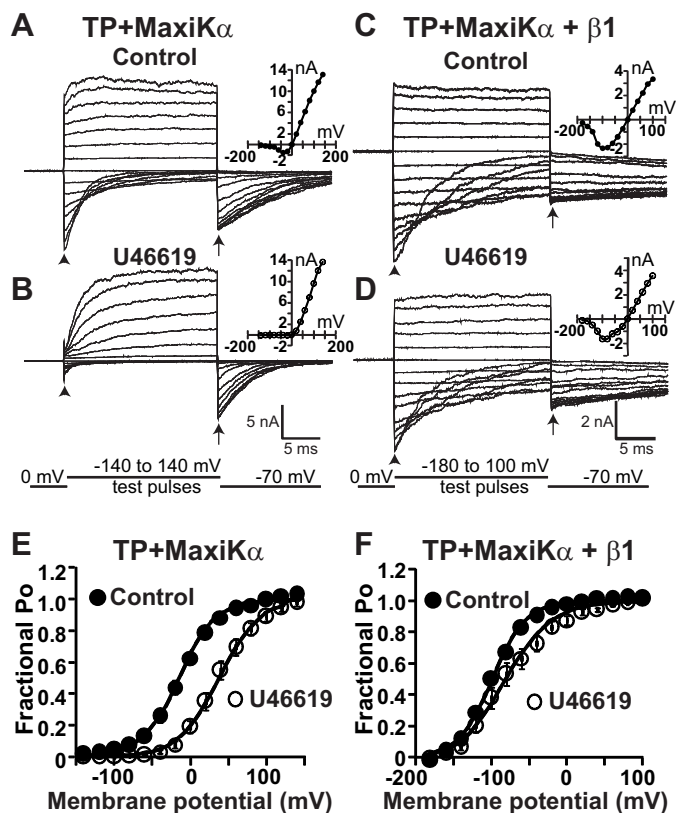 A TP+MaxiKα
Control
nA
14
12
8
4
mV
-200 -2 200
C TP+MaxiKα + β1
Control
nA
4
2
mV
-200 100
-2
U46619
B
nA
14
12
8
4
mV
-200 -2 200
5 nA
5 ms
0 mV -140 to 140 mV -70 mV
test pulses
U46619
D
nA
4
2
mV
-200 100
-2
2 nA
5 ms
0 mV -180 to 100 mV -70 mV
test pulses
E TP+MaxiKα
Fractional Po
1.2
1.0
0.8
0.6
0.4
0.2
0
Control
U46619
-100 0 100
Membrane potential (mV)
F TP+MaxiKα + β1
Fractional Po
1.2
1.0
0.8
0.6
0.4
0.2
0
Control
U46619
-200 -100 0 100
Membrane potential (mV)